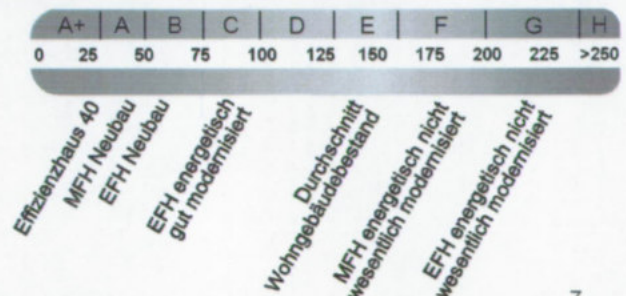 A+ A B C D E F G H
0 25 50 75 100 125 150 175 200 225 >250
Effizienzhaus 40
MFH Neubau
EFH Neubau
EFH energetisch
gut modernisiert
Durchschnitt
Wohngebäudebestand
MFH energetisch nicht
wesentlich modernisiert
EFH energetisch nicht
wesentlich modernisiert